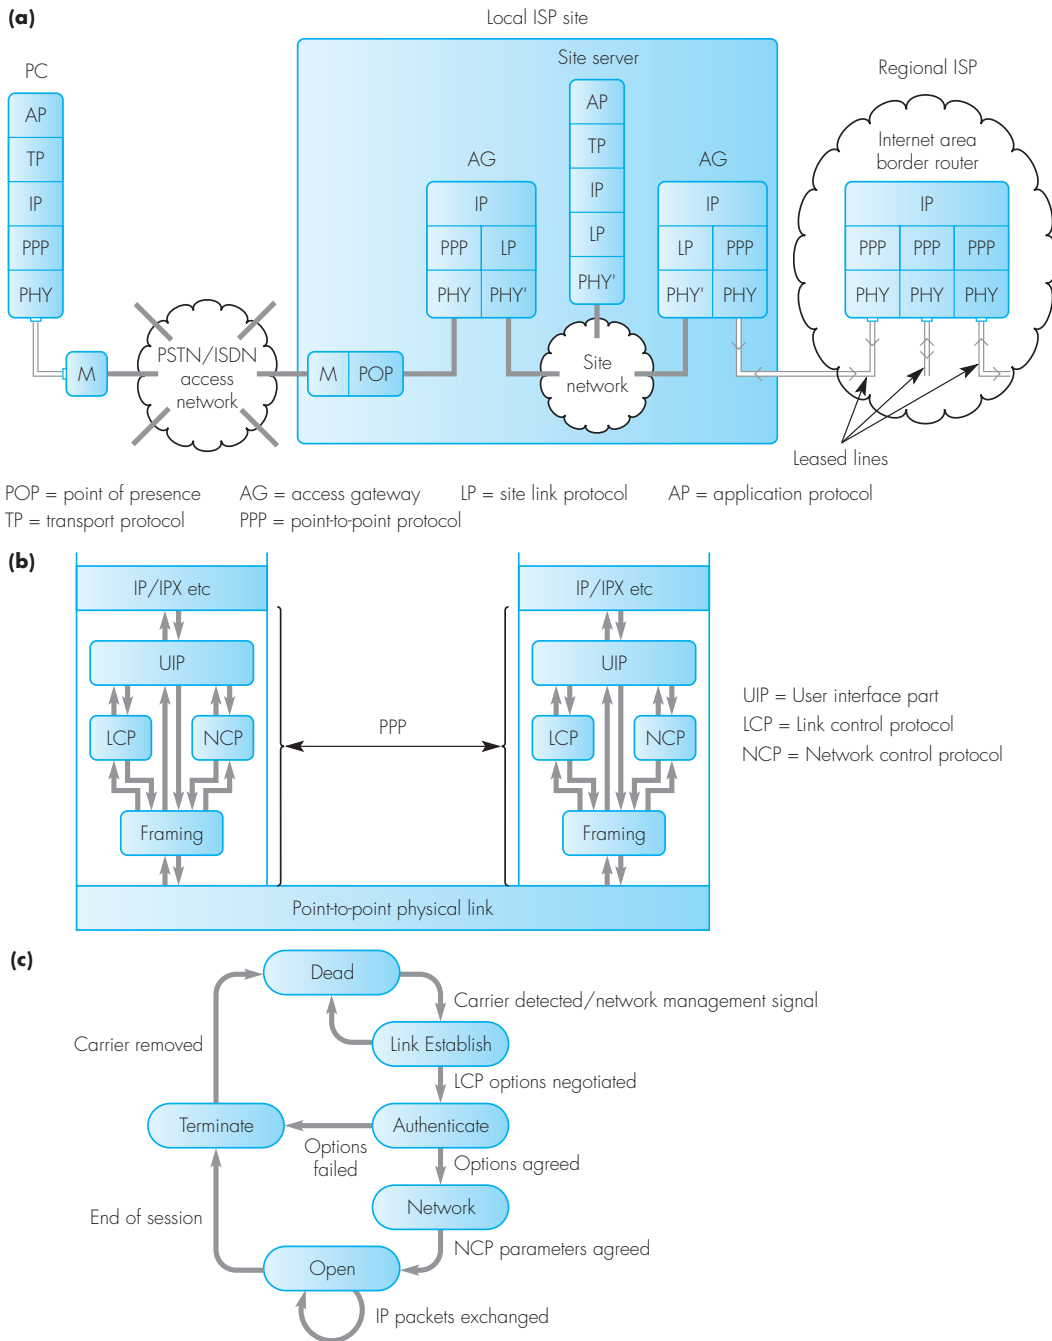 (a)
Local ISP site
PC
Site server
Regional ISP
AP
TP
IP
PPP
PHY
M
PSTN/ISDN
access
network
M
POP
AG
IP
PPP
LP
PHY
PHY'
AP
TP
IP
LP
PHY'
Site
network
AG
IP
LP
PPP
PHY'
PHY
Internet area
border router
IP
PPP
PPP
PPP
PHY
PHY
PHY
Leased lines
POP = point of presence
AG = access gateway
LP = site link protocol
AP = application protocol
TP = transport protocol
PPP = point-to-point protocol
(b)
IP/IPX etc
UIP
LCP
NCP
Framing
PPP
IP/IPX etc
UIP
LCP
NCP
Framing
UIP = User interface part
LCP = Link control protocol
NCP = Network control protocol
Point-to-point physical link
(c)
Dead
Carrier detected/network management signal
Link Establish
Carrier removed
LCP options negotiated
Terminate
Authenticate
Options
failed
Options agreed
Network
End of session
NCP parameters agreed
Open
IP packets exchanged